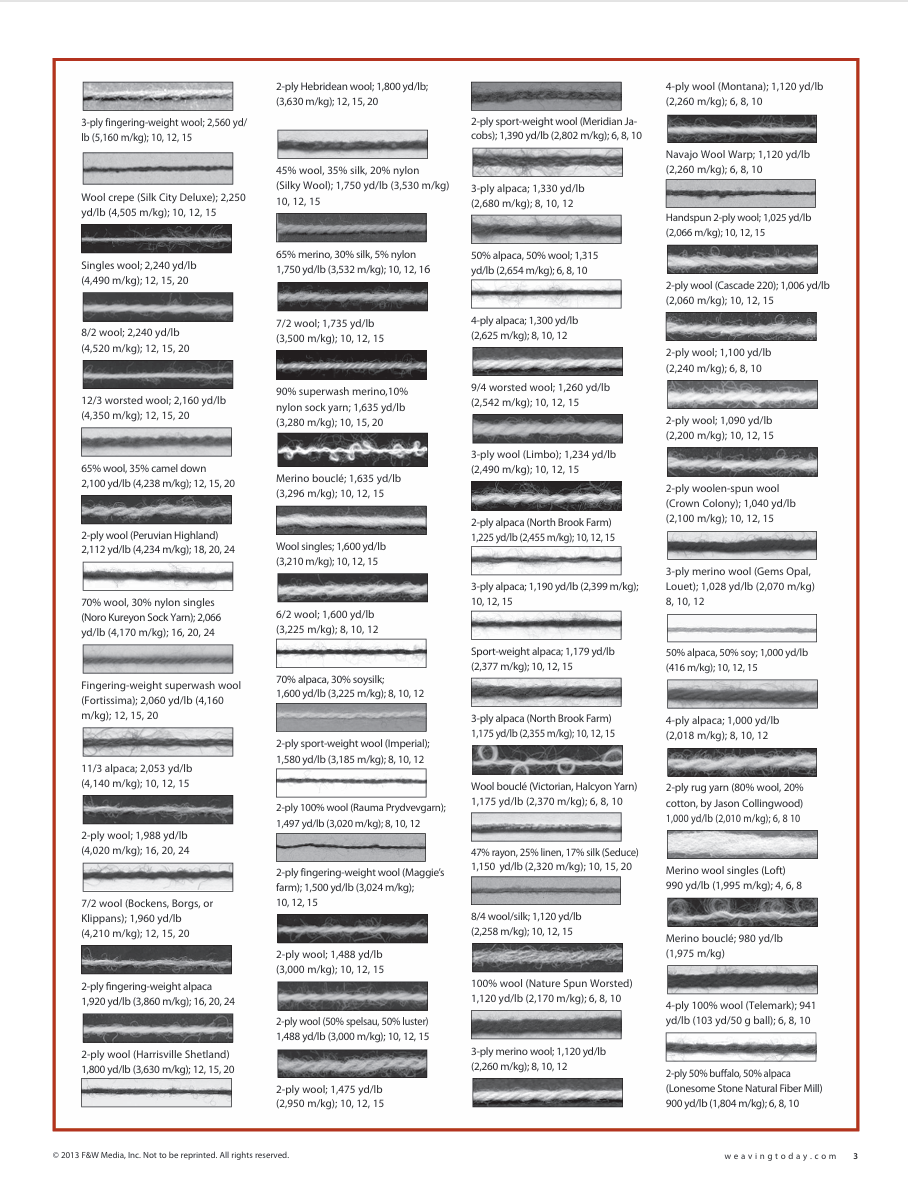 3-ply fingering-weight wool; 2,560 yd/
lb (5,160 m/kg); 10, 12, 15
Wool crepe (Silk City Deluxe); 2,250
yd/lb (4,505 m/kg); 10, 12, 15
Singles wool; 2,240 yd/lb
(4,490 m/kg); 12, 15, 20
8/2 wool; 2,240 yd/lb
(4,520 m/kg); 12, 15, 20
12/3 worsted wool; 2,160 yd/lb
(4,350 m/kg); 12, 15, 20
65% wool, 35% camel down
2,100 yd/lb (4,238 m/kg); 12, 15, 20
2-ply wool (Peruvian Highland)
2,112 yd/lb (4,234 m/kg); 18, 20, 24
70% wool, 30% nylon singles
(Noro Kureyon Sock Yarn); 2,066
yd/lb (4,170 m/kg); 16, 20, 24
Fingering-weight superwash wool
(Fortissima); 2,060 yd/lb (4,160
m/kg); 12, 15, 20
11/3 alpaca; 2,053 yd/lb
(4,140 m/kg); 10, 12, 15
2-ply wool; 1,988 yd/lb
(4,020 m/kg); 16, 20, 24
7/2 wool (Bockens, Borgs, or
Klippans); 1,960 yd/lb
(4,210 m/kg); 12, 15, 20
2-ply fingering-weight alpaca
1,920 yd/lb (3,860 m/kg); 16, 20, 24
2-ply wool (Harrisville Shetland)
1,800 yd/lb (3,630 m/kg); 12, 15, 20
2-ply Hebridean wool; 1,800 yd/lb;
(3,630 m/kg); 12, 15, 20
45% wool, 35% silk, 20% nylon
(Silky Wool); 1,750 yd/lb (3,530 m/kg)
10, 12, 15
65% merino, 30% silk, 5% nylon
1,750 yd/lb (3,532 m/kg); 10, 12, 16
7/2 wool; 1,735 yd/lb
(3,500 m/kg); 10, 12, 15
90% superwash merino,10%
nylon sock yarn; 1,635 yd/lb
(3,280 m/kg); 10, 15, 20
Merino bouclé; 1,635 yd/lb
(3,296 m/kg); 10, 12, 15
Wool singles; 1,600 yd/lb
(3,210 m/kg); 10, 12, 15
6/2 wool; 1,600 yd/lb
(3,225 m/kg); 8, 10, 12
70% alpaca, 30% soysilk;
1,600 yd/lb (3,225 m/kg); 8, 10, 12
2-ply sport-weight wool (Imperial);
1,580 yd/lb (3,185 m/kg); 8, 10, 12
2-ply 100% wool (Rauma Prydvevgarn);
1,497 yd/lb (3,020 m/kg); 8, 10, 12
2-ply fingering-weight wool (Maggie's
farm); 1,500 yd/lb (3,024 m/kg);
10, 12, 15
2-ply wool; 1,488 yd/lb
(3,000 m/kg); 10, 12, 15
2-ply wool (50% spelsau, 50% luster)
1,488 yd/lb (3,000 m/kg); 10, 12, 15
2-ply wool; 1,475 yd/lb
(2,950 m/kg); 10, 12, 15
2-ply sport-weight wool (Meridian Ja-
cobs); 1,390 yd/lb (2,802 m/kg); 6, 8, 10
3-ply alpaca; 1,330 yd/lb
(2,680 m/kg); 8, 10, 12
50% alpaca, 50% wool; 1,315
yd/lb (2,654 m/kg); 6, 8, 10
4-ply alpaca; 1,300 yd/lb
(2,625 m/kg); 8, 10, 12
9/4 worsted wool; 1,260 yd/lb
(2,542 m/kg); 10, 12, 15
3-ply wool (Limbo); 1,234 yd/lb
(2,490 m/kg); 10, 12, 15
2-ply alpaca (North Brook Farm)
1,225 yd/lb (2,455 m/kg); 10, 12, 15
3-ply alpaca; 1,190 yd/lb (2,399 m/kg);
10, 12, 15
Sport-weight alpaca; 1,179 yd/lb
(2,377 m/kg); 10, 12, 15
3-ply alpaca (North Brook Farm)
1,175 yd/lb (2,355 m/kg); 10, 12, 15
Wool bouclé (Victorian, Halcyon Yarn)
1,175 yd/lb (2,370 m/kg); 6, 8, 10
47% rayon, 25% linen, 17% silk (Seduce)
1,150 yd/lb (2,320 m/kg); 10, 15, 20
8/4 wool/silk; 1,120 yd/lb
(2,258 m/kg); 10, 12, 15
100% wool (Nature Spun Worsted)
1,120 yd/lb (2,170 m/kg); 6, 8, 10
3-ply merino wool; 1,120 yd/lb
(2,260 m/kg); 8, 10, 12
4-ply wool (Montana); 1,120 yd/lb
(2,260 m/kg); 6, 8, 10
Navajo Wool Warp; 1,120 yd/lb
(2,260 m/kg); 6, 8, 10
Handspun 2-ply wool; 1,025 yd/lb
(2,066 m/kg); 10, 12, 15
2-ply wool (Cascade 220); 1,006 yd/lb
(2,060 m/kg); 10, 12, 15
2-ply wool; 1,100 yd/lb
(2,240 m/kg); 6, 8, 10
2-ply wool; 1,090 yd/lb
(2,200 m/kg); 10, 12, 15
2-ply woolen-spun wool
(Crown Colony); 1,040 yd/lb
(2,100 m/kg); 10, 12, 15
3-ply merino wool (Gems Opal,
Louet); 1,028 yd/lb (2,070 m/kg)
8, 10, 12
50% alpaca, 50% soy; 1,000 yd/lb
(416 m/kg); 10, 12, 15
4-ply alpaca; 1,000 yd/lb
(2,018 m/kg); 8, 10, 12
2-ply rug yarn (80% wool, 20%
cotton, by Jason Collingwood)
1,000 yd/lb (2,010 m/kg); 6, 8 10
Merino wool singles (Loft)
990 yd/lb (1,995 m/kg); 4, 6, 8
Merino bouclé; 980 yd/lb
(1,975 m/kg)
4-ply 100% wool (Telemark); 941
yd/lb (103 yd/50 g ball); 6, 8, 10
2-ply 50% buffalo, 50% alpaca
(Lonesome Stone Natural Fiber Mill)
900 yd/lb (1,804 m/kg); 6, 8, 10
© 2013 F&W Media, Inc. Not to be reprinted. All rights reserved.
weavingtoday.com 3